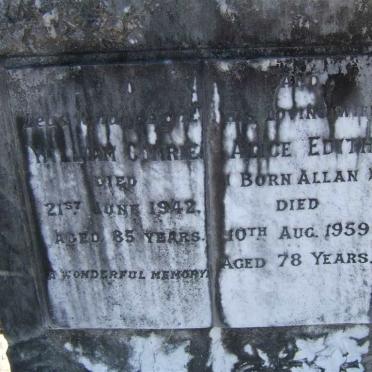 WILLIAM CURRIE
DIED
21ST JUNE 1942.
AGED 85 YEARS.
A WONDERFUL MEMORY
LOVING
ALICE EDITH
BORN ALLAN
DIED
10TH AUG. 1959
AGED 78 YEARS.